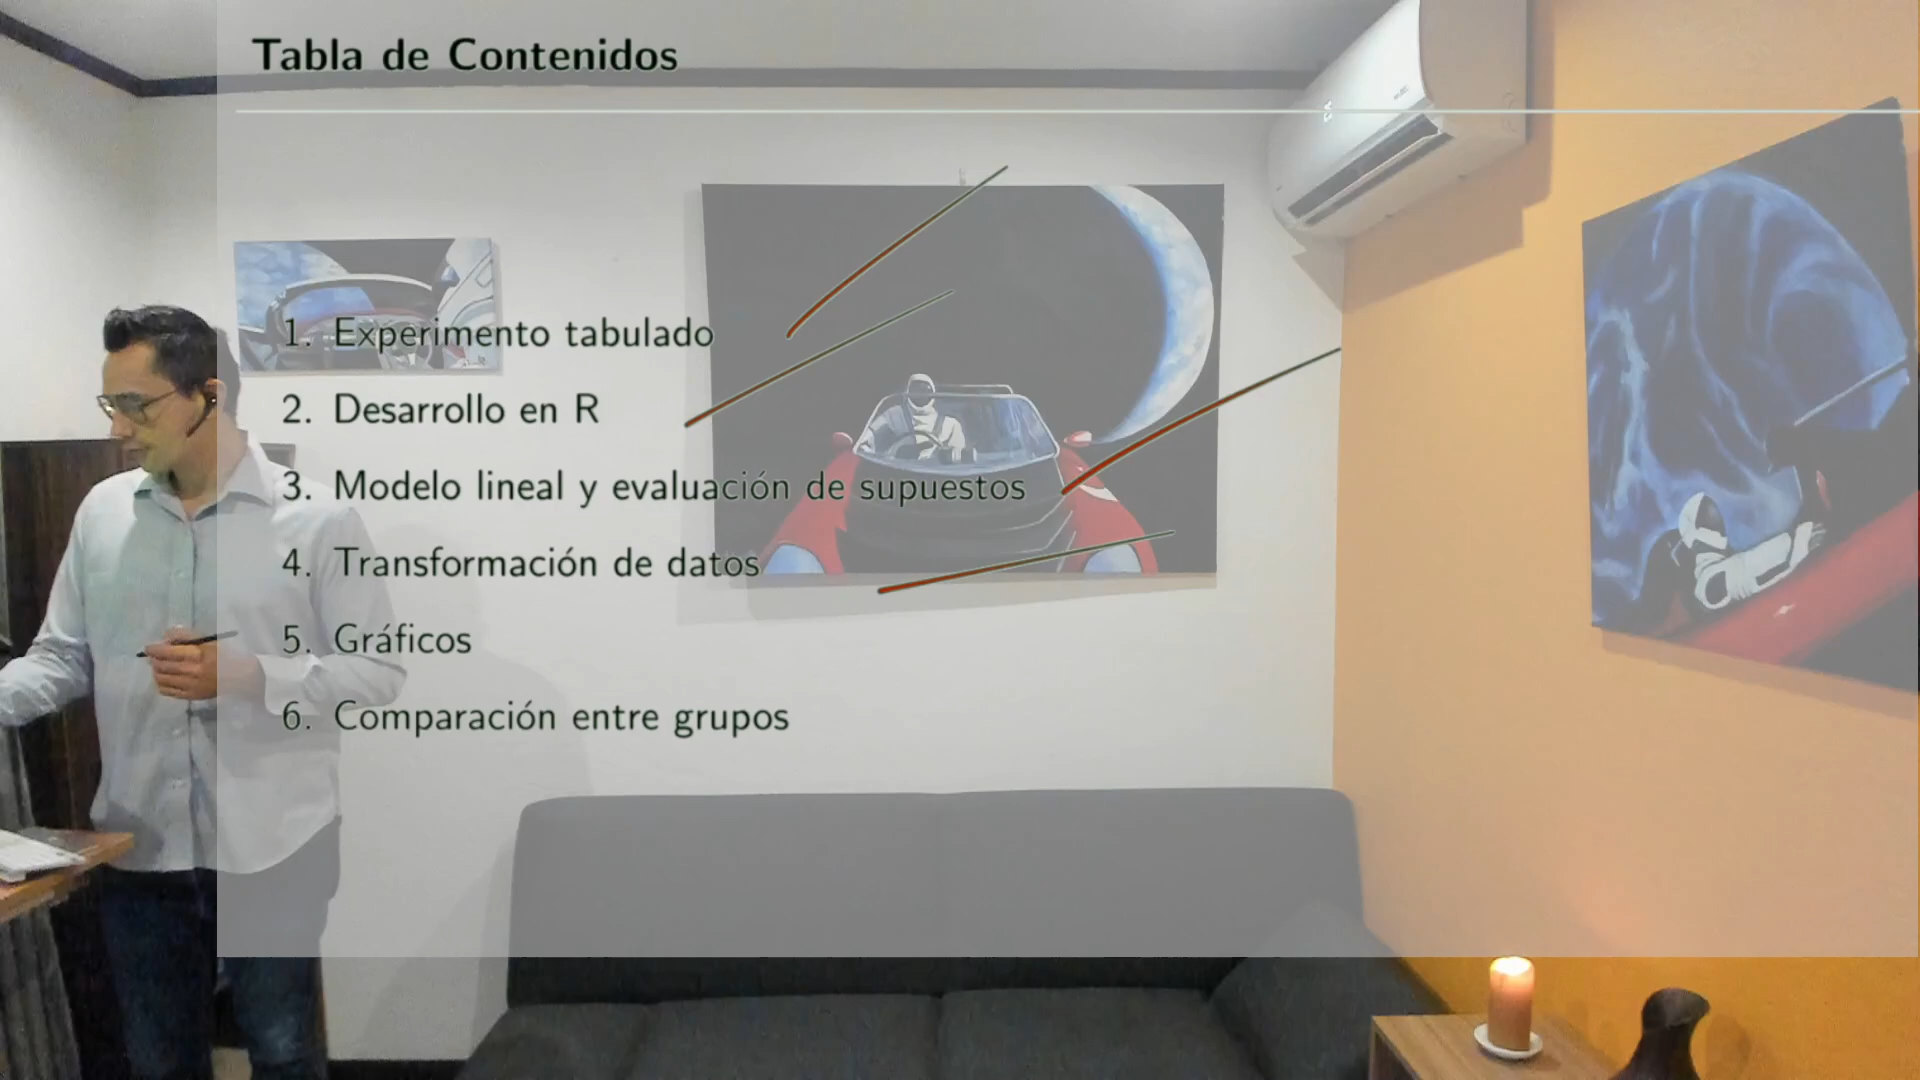 Tabla de Contenidos
1. Experimento tabulado
2. Desarrollo en R
3. Modelo lineal y evaluación de supuestos
4. Transformación de datos
5. Gráficos
6. Comparación entre grupos